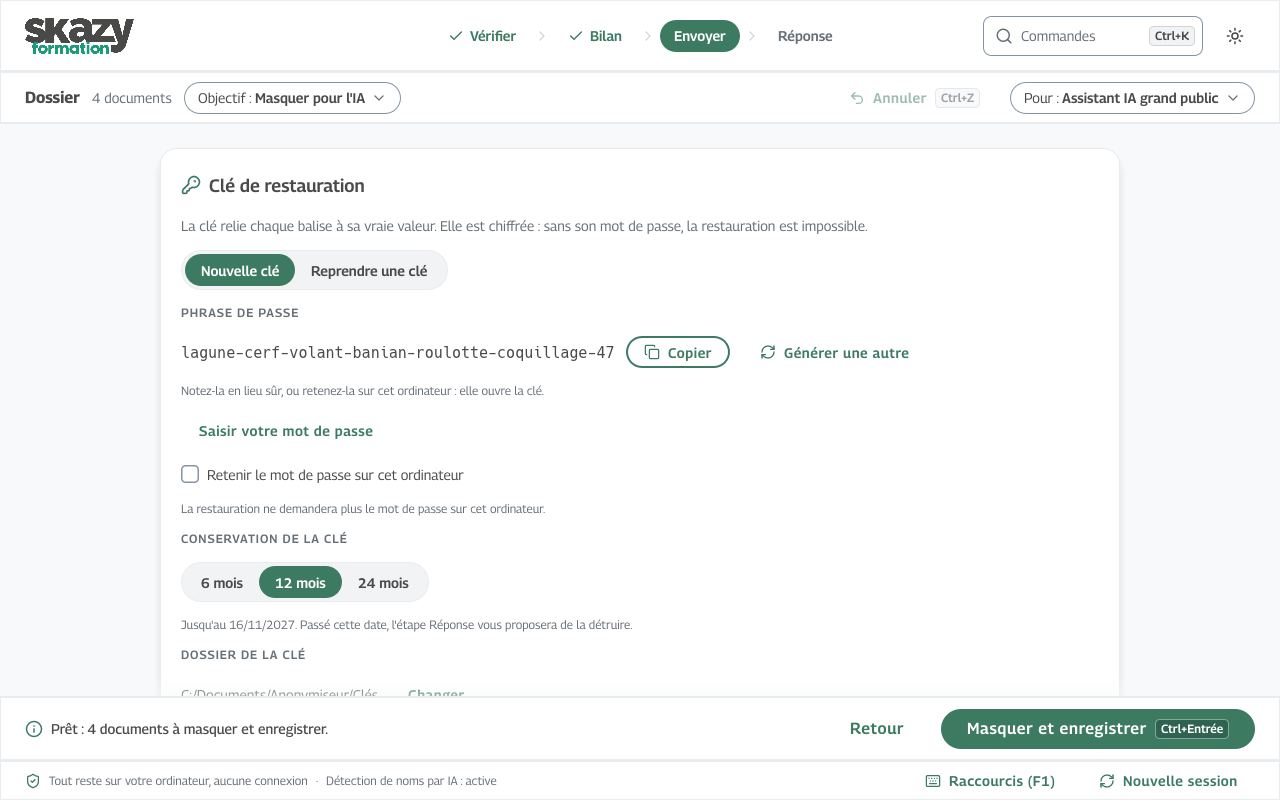 skazy
formation
Vérifier
Bilan
Envoyer
Réponse
Commandes
Ctrl+K
Dossier
4 documents
Objectif : Masquer pour l'IA
Annuler
Ctrl+Z
Pour : Assistant IA grand public
Clé de restauration
La clé relie chaque balise à sa vraie valeur. Elle est chiffrée : sans son mot de passe, la restauration est impossible.
Nouvelle clé
Reprendre une clé
PHRASE DE PASSE
lagune-cerf-volant-banian-roulotte-coquillage-47
Copier
Générer une autre
Notez-la en lieu sûr, ou retenez-la sur cet ordinateur : elle ouvre la clé.
Saisir votre mot de passe
Retenir le mot de passe sur cet ordinateur
La restauration ne demandera plus le mot de passe sur cet ordinateur.
CONSERVATION DE LA CLÉ
6 mois
12 mois
24 mois
Jusqu'au 16/11/2027. Passé cette date, l'étape Réponse vous proposera de la détruire.
DOSSIER DE LA CLÉ
C:/Documents/Anonymiseur/Clés
Changer
Prêt : 4 documents à masquer et enregistrer.
Retour
Masquer et enregistrer
Ctrl+Entrée
Tout reste sur votre ordinateur, aucune connexion · Détection de noms par IA : active
Raccourcis (F1)
Nouvelle session